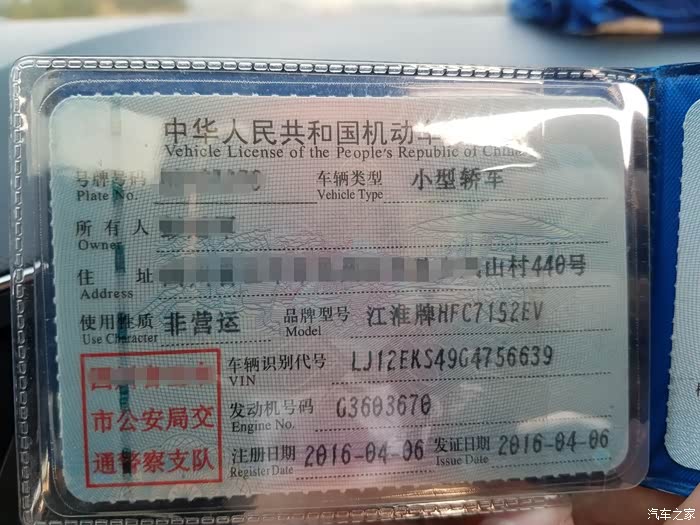 中华人民共和国机动车
Vehicle License of the People's Republic of China
号牌号码
Plate No.
车辆类型 小型轿车
Vehicle Type
所有人
Owner
住 址 山村440号
Address
使用性质 非营运
Use Character
品牌型号 江淮牌HFC7152EV
Model
市公安局交
通警察支队
车辆识别代号 LJ12EKS49G4756639
VIN
发动机号码 G3603670
Engine No.
注册日期 2016-04-06
Register Date
发证日期 2016-04-06
Issue Date
汽车之家